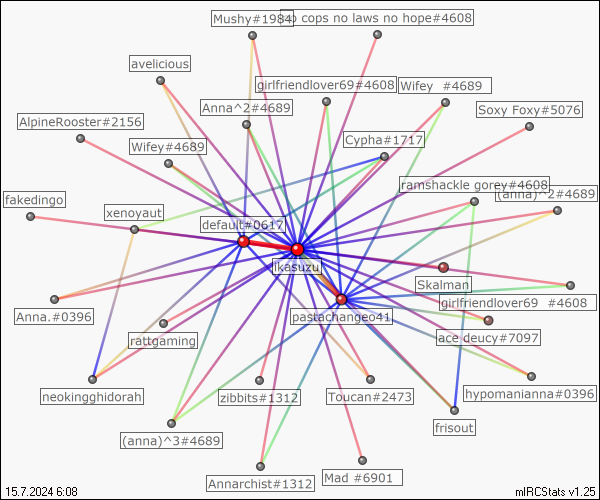 Mushy#1984
no cops no laws no hope#4608
avelicious
girlfriendlover69#4608
Wifey #4689
Anna^2#4689
Soxy Foxy#5076
AlpineRooster#2156
Wifey#4689
Cypha#1717
ramshackle gorey#4608
(anna)^2#4689
fakedingo
xenoyaut
default#0617
ikasuzu
Skalman
girlfriendlover69 #4608
Anna.#0396
pastachangeo41
rattgaming
ace deucy#7097
neokingghidorah
zibbits#1312
Toucan#2473
hypomanianna#0396
frisout
(anna)^3#4689
Annarchist#1312
Mad #6901
15.7.2024 6:08
mIRCStats v1.25